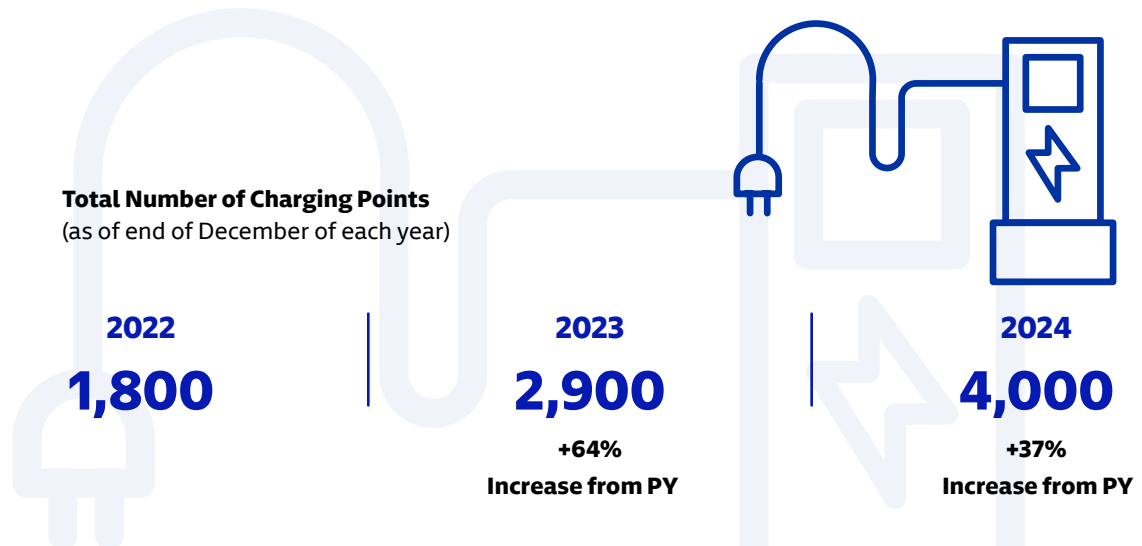 Total Number of Charging Points
(as of end of December of each year)
2022
1,800
2023
2,900
+64%
Increase from PY
2024
4,000
+37%
Increase from PY